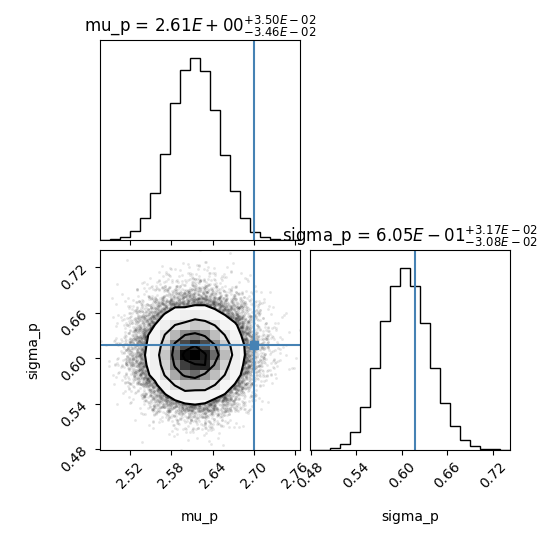 mu_p = 2.61E + 00+3.50E − 02 −3.46E − 02
sigma_p = 6.05E − 01+3.17E − 02 −3.08E − 02
0.72
0.66
0.60
0.54
0.48
sigma_p
2.52 2.58 2.64 2.70 2.76
0.48 0.54 0.60 0.66 0.72
mu_p
sigma_p